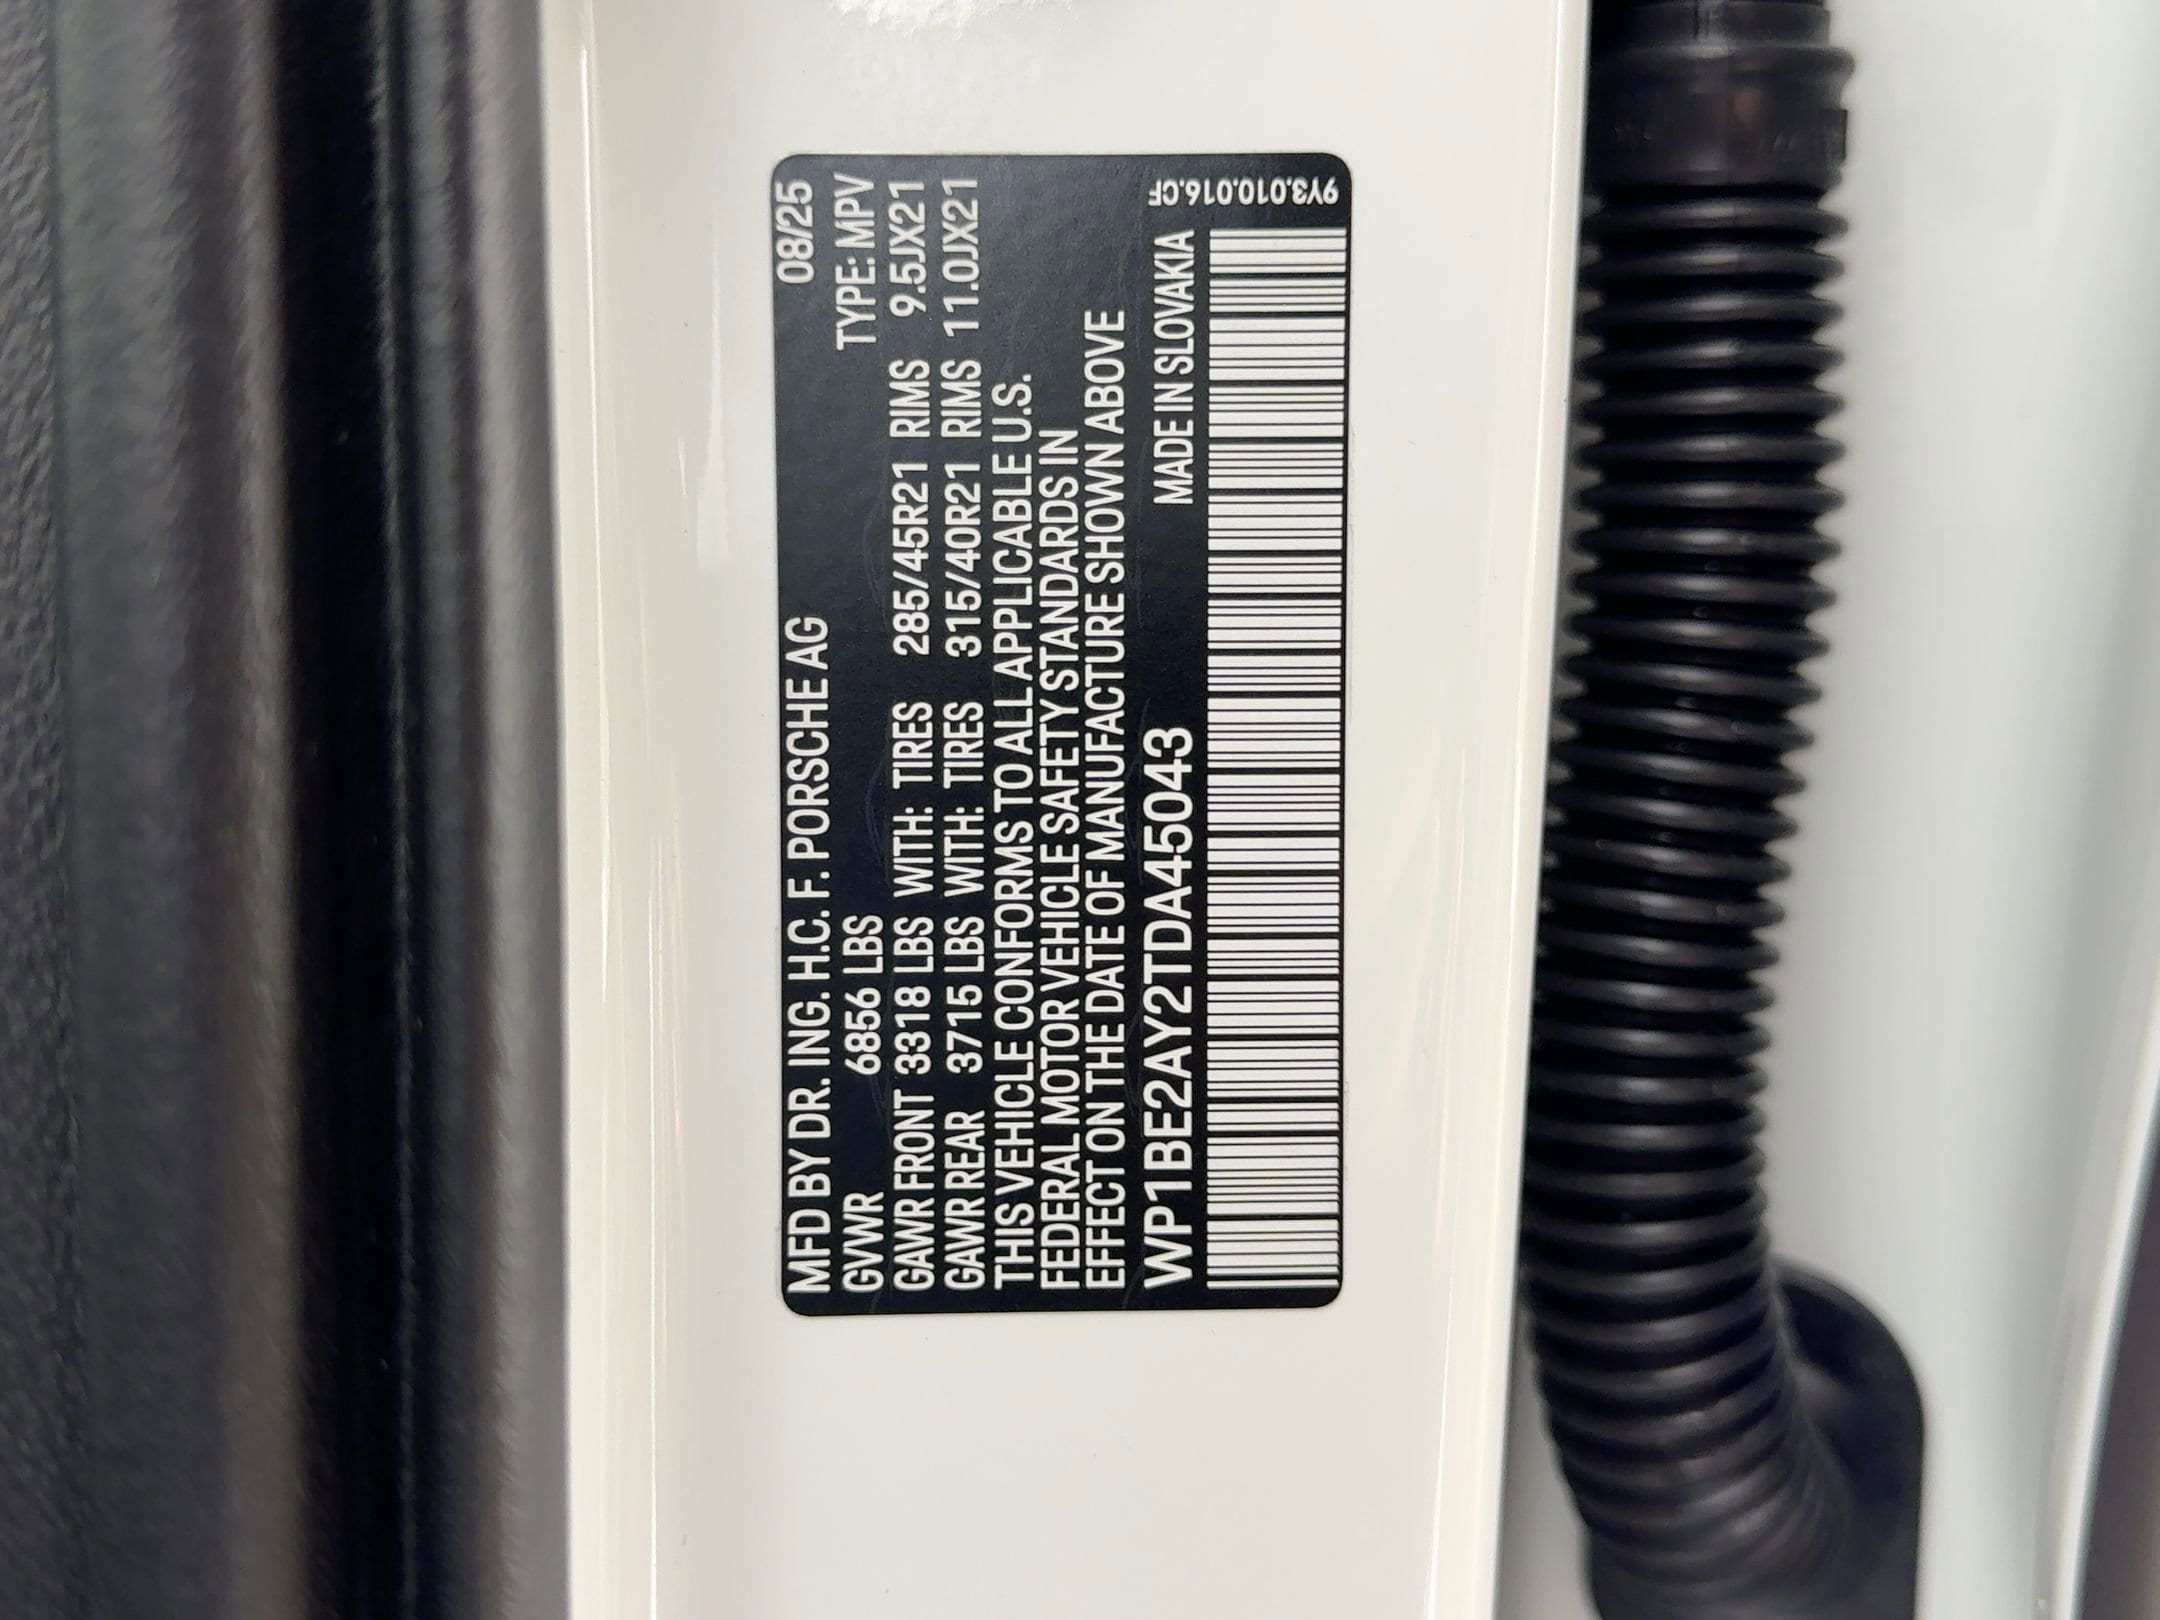 MFD BY DR. ING. H.C. F. PORSCHE AG 08/25
GVWR 6856 LBS TYPE: MPV
GAWR FRONT 3318 LBS WITH: TIRES 285/45R21 RIMS 9.5JX21
GAWR REAR 3715 LBS WITH: TIRES 315/40R21 RIMS 11.0JX21
THIS VEHICLE CONFORMS TO ALL APPLICABLE U.S.
FEDERAL MOTOR VEHICLE SAFETY STANDARDS IN
EFFECT ON THE DATE OF MANUFACTURE SHOWN ABOVE
WP1BE2AY2TDA45043 MADE IN SLOVAKIA
9Y3.010.016.CF